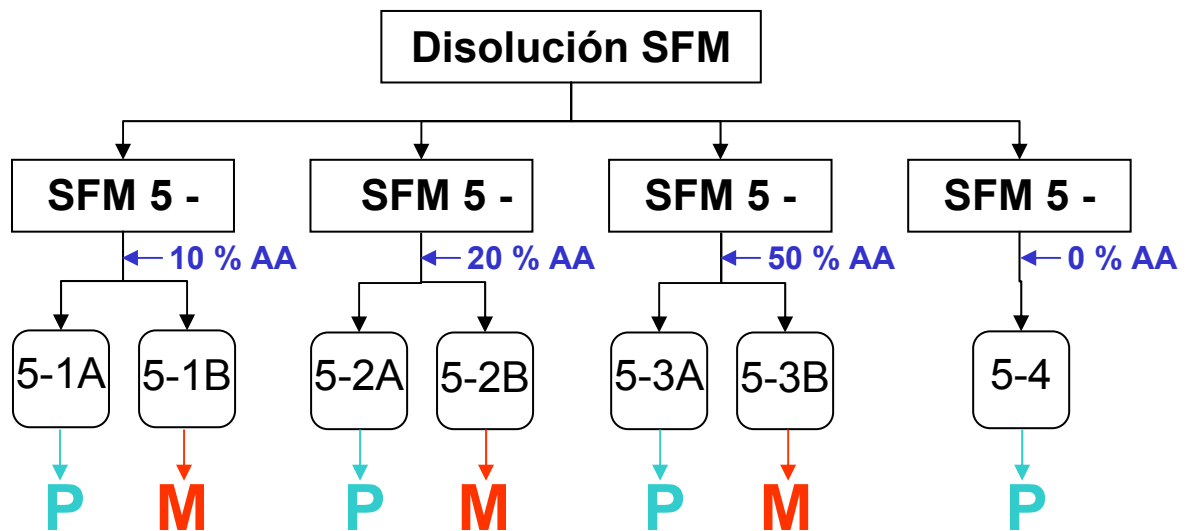 Disolución SFM
SFM 5 -
SFM 5 -
SFM 5 -
SFM 5 -
10 % AA
20 % AA
50 % AA
0 % AA
5-1A
5-1B
5-2A
5-2B
5-3A
5-3B
5-4
P
M
P
M
P
M
P